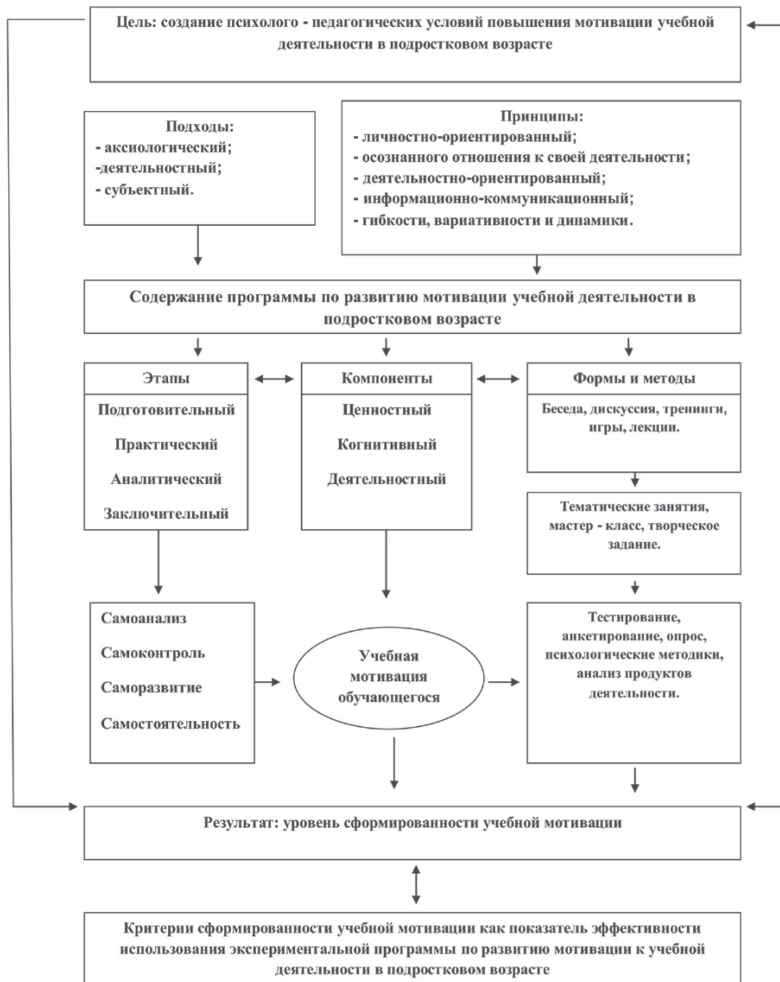 Цель: создание психолого - педагогических условий повышения мотивации учебной
деятельности в подростковом возрасте
Подходы:
- аксиологический;
-деятельностный;
- субъектный.
Принципы:
- личностно-ориентированный;
- осознанного отношения к своей деятельности;
- деятельностно-ориентированный;
- информационно-коммуникационный;
- гибкости, вариативности и динамики.
Содержание программы по развитию мотивации учебной деятельности в
подростковом возрасте
Этапы
Подготовительный
Практический
Аналитический
Заключительный
Компоненты
Ценностный
Когнитивный
Деятельностный
Формы и методы
Беседа, дискуссия, тренинги,
игры, лекции.
Тематические занятия,
мастер - класс, творческое
задание.
Самоанализ
Самоконтроль
Саморазвитие
Самостоятельность
Учебная
мотивация
обучающегося
Тестирование,
анкетирование, опрос,
психологические методики,
анализ продуктов
деятельности.
Результат: уровень сформированности учебной мотивации
Критерии сформированности учебной мотивации как показатель эффективности
использования экспериментальной программы по развитию мотивации к учебной
деятельности в подростковом возрасте